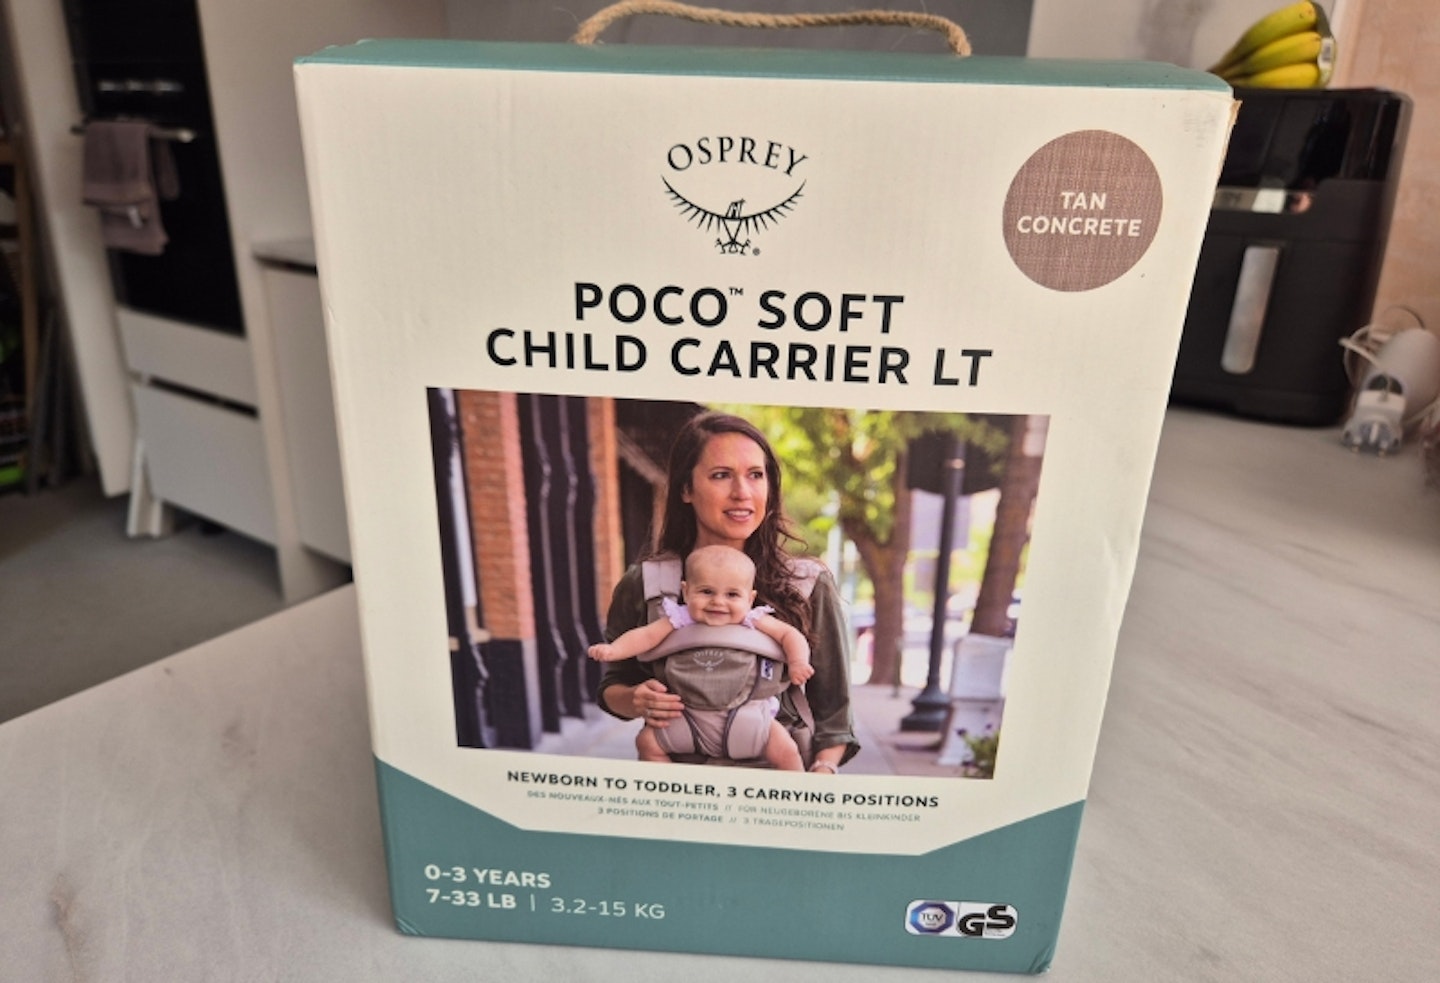 OSPREY
®
TAN
CONCRETE
POCO™ SOFT
CHILD CARRIER LT
OSPREY
NEWBORN TO TODDLER, 3 CARRYING POSITIONS
DES NOUVEAUX-NÉS AUX TOUT-PETITS // FÜR NEUGEBORENE BIS KLEINKINDER
3 POSITIONS DE PORTAGE // 3 TRAGEPOSITIONEN
0-3 YEARS
7-33 LB | 3.2-15 KG
TÜV
GS